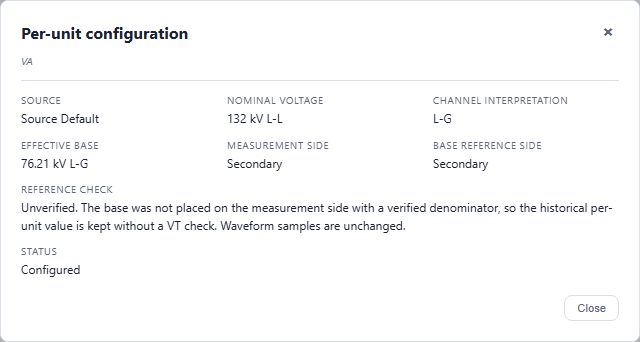 Per-unit configuration
VA
SOURCE
Source Default
NOMINAL VOLTAGE
132 kV L-L
CHANNEL INTERPRETATION
L-G
EFFECTIVE BASE
76.21 kV L-G
MEASUREMENT SIDE
Secondary
BASE REFERENCE SIDE
Secondary
REFERENCE CHECK
Unverified. The base was not placed on the measurement side with a verified denominator, so the historical per-
unit value is kept without a VT check. Waveform samples are unchanged.
STATUS
Configured
Close